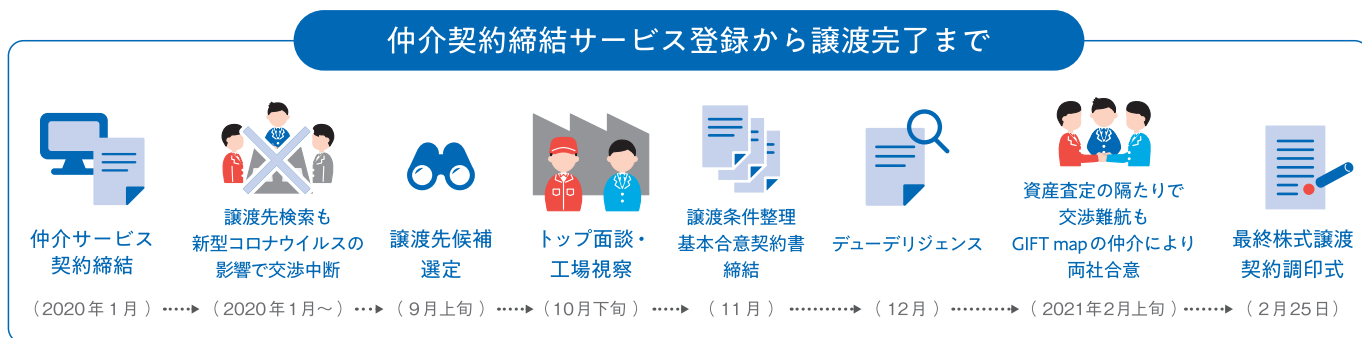 仲介契約締結サービス登録から譲渡完了まで
仲介サービス
契約締結
(2020年1月)
譲渡先検索も
新型コロナウイルスの
影響で交渉中断
(2020年1月〜)
譲渡先候補
選定
(9月上旬)
トップ面談・
工場視察
(10月下旬)
譲渡条件整理
基本合意契約書
締結
(11月)
デューデリジェンス
(12月)
資産査定の隔たりで
交渉難航も
GIFT mapの仲介により
両社合意
(2021年2月上旬)
最終株式譲渡
契約調印式
(2月25日)